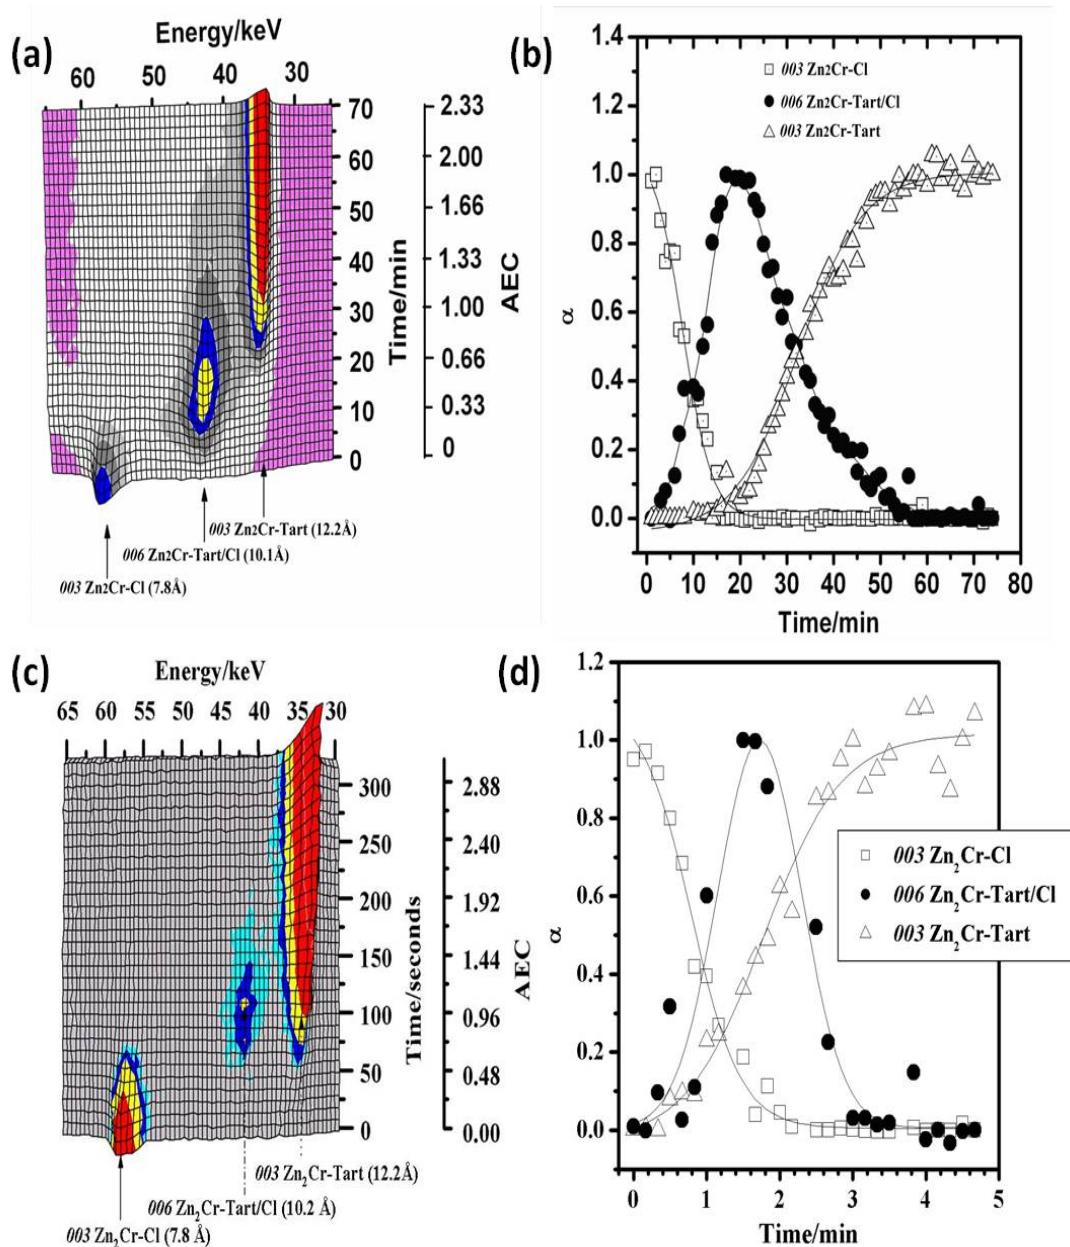 (a)
Energy/keV
60 50 40 30
70 2.33
60 2.00
50 1.66
40 1.33
30 1.00
20 0.66
10 0.33
0 0
Time/min
AEC
003 Zn2Cr-Tart (12.2Å)
006 Zn2Cr-Tart/Cl (10.1Å)
003 Zn2Cr-Cl (7.8Å)
(b)
1.4
1.2
1.0
0.8
0.6
0.4
0.2
0.0
α
003 Zn2Cr-Cl
006 Zn2Cr-Tart/Cl
003 Zn2Cr-Tart
0 10 20 30 40 50 60 70 80
Time/min
(c)
Energy/keV
65 60 55 50 45 40 35 30
300 2.88
250 2.40
200 1.92
150 1.44
100 0.96
50 0.48
0 0.00
Time/seconds
AEC
003 Zn₂Cr-Tart (12.2Å)
006 Zn₂Cr-Tart/Cl (10.2 Å)
003 Zn₂Cr-Cl (7.8 Å)
(d)
1.2
1.0
0.8
0.6
0.4
0.2
0.0
α
003 Zn₂Cr-Cl
006 Zn₂Cr-Tart/Cl
003 Zn₂Cr-Tart
0 1 2 3 4 5
Time/min